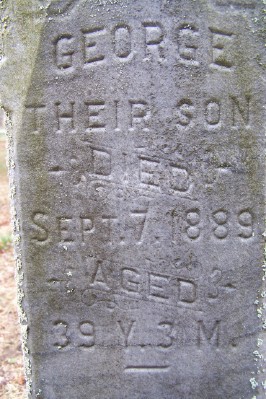 GEORGE
THEIR SON
DIED
SEPT. 7. 1889
AGED
39 Y. 3 M.